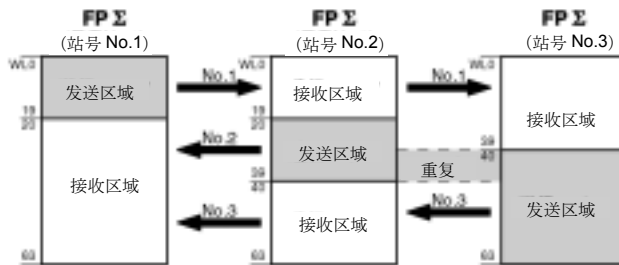 FP Σ
(站号 No.1)
FP Σ
(站号 No.2)
FP Σ
(站号 No.3)
WL0
发送区域
19
20
接收区域
63
No.1
No.2
No.3
WL0
接收区域
19
20
发送区域
39
40
接收区域
63
No.1
重复
No.3
WL0
接收区域
39
40
发送区域
63